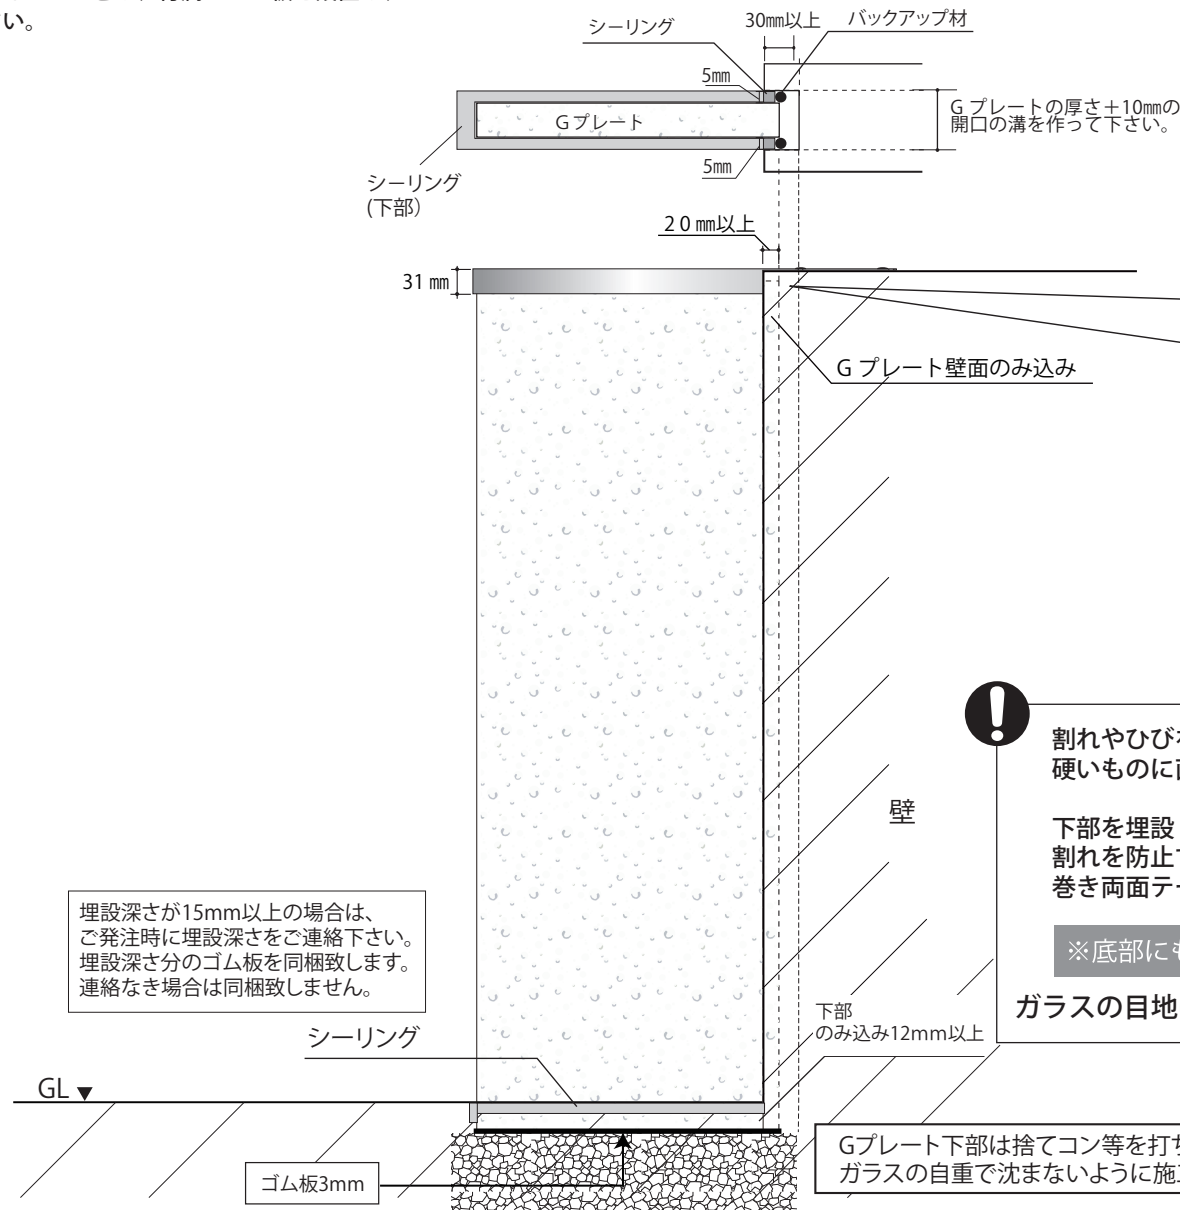 い。
シーリング
30㎜以上
バックアップ材
5㎜
Gプレート
G プレートの厚さ+10㎜の
開口の溝を作って下さい。
5㎜
シーリング
(下部)
20㎜以上
31 ㎜
G プレート壁面のみ込み
割れやひび
硬いものに
壁
下部を埋設
割れを防止
巻き両面テー
※底部に
ガラスの目地
埋設深さが15mm以上の場合は、
ご発注時に埋設深さをご連絡下さい。
埋設深さ分のゴム板を同梱致します。
連絡なき場合は同梱致しません。
下部
のみ込み12mm以上
シーリング
GL
Gプレート下部は捨てコン等を打ち
ガラスの自重で沈まないように施
ゴム板3mm